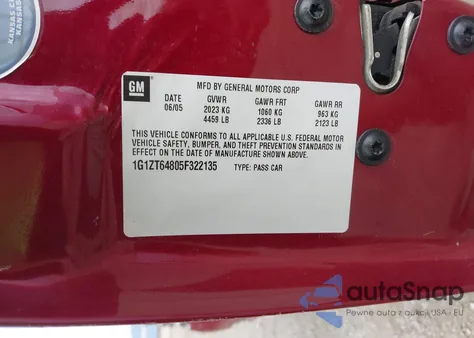 KANSAS C
KANSAS
GM
MFD BY GENERAL MOTORS CORP
DATE GVWR GAWR FRT GAWR RR
06/05 2023 KG 1060 KG 963 KG
4459 LB 2336 LB 2123 LB
THIS VEHICLE CONFORMS TO ALL APPLICABLE U.S. FEDERAL MOTOR
VEHICLE SAFETY, BUMPER, AND THEFT PREVENTION STANDARDS
IN EFFECT ON THE DATE OF MANUFACTURE SHOWN ABOVE.
1G1ZT64805F322135 TYPE: PASS CAR
autoSnap
Pewne auta z aukcji USA i EU